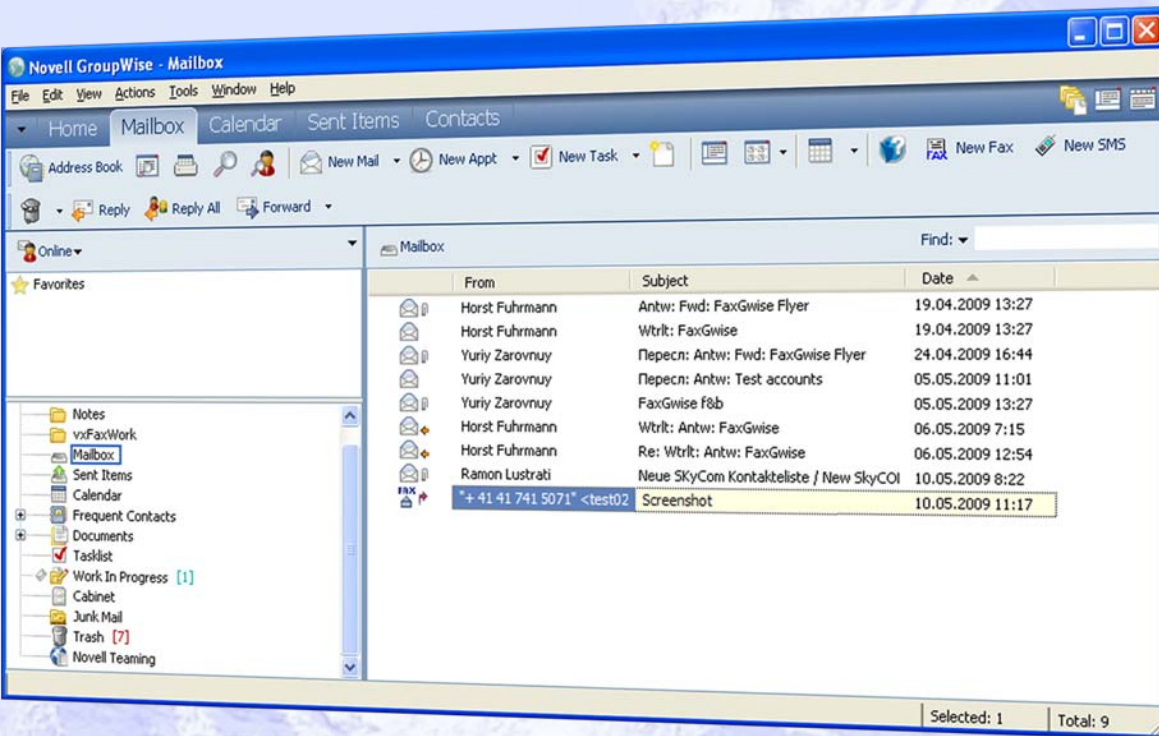 Novell GroupWise - Mailbox
File Edit View Actions Tools Window Help
Home Mailbox Calendar Sent Items Contacts
Address Book New Mail New Appt New Task FAX New Fax New SMS
Reply Reply All Forward
Online Mailbox Find:
Favorites
From Subject Date
Horst Fuhrmann Antw: Fwd: FaxGwise Flyer 19.04.2009 13:27
Horst Fuhrmann Wtrlt: FaxGwise 19.04.2009 13:27
Yuriy Zarovnuy Пересл: Antw: Fwd: FaxGwise Flyer 24.04.2009 16:44
Yuriy Zarovnuy Пересл: Antw: Test accounts 05.05.2009 11:01
Yuriy Zarovnuy FaxGwise f&b 05.05.2009 13:27
Horst Fuhrmann Wtrlt: Antw: FaxGwise 06.05.2009 7:15
Horst Fuhrmann Re: Wtrlt: Antw: FaxGwise 06.05.2009 12:54
Ramon Lustrati Neue SKyCom Kontakteliste / New SkyCOI 10.05.2009 8:22
FAX "+ 41 41 741 5071" <test02 Screenshot 10.05.2009 11:17
Notes
vxFaxWork
Mailbox
Sent Items
Calendar
Frequent Contacts
Documents
Tasklist
Work In Progress [1]
Cabinet
Junk Mail
Trash [7]
Novell Teaming
Selected: 1 Total: 9